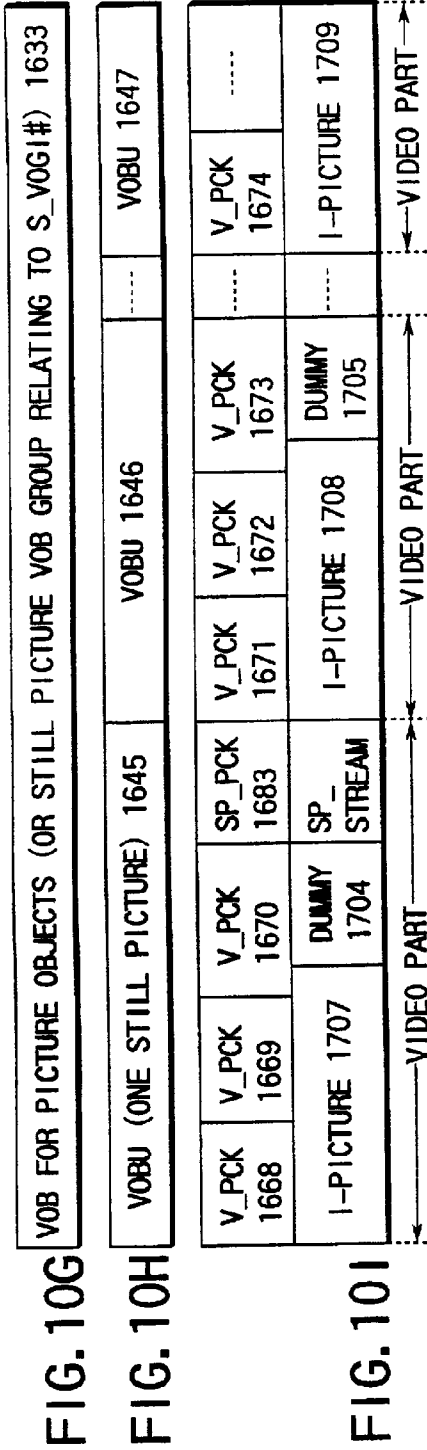 FIG. 10G
VOB FOR PICTURE OBJECTS (OR STILL PICTURE VOB GROUP RELATING TO S_VOGI#) 1633
FIG. 10H
VOBU (ONE STILL PICTURE) 1645
VOBU 1646
-----
VOBU 1647
FIG. 10I
V_PCK
1668
V_PCK
1669
V_PCK
1670
SP_PCK
1683
V_PCK
1671
V_PCK
1672
V_PCK
1673
-----
V_PCK
1674
-----
I-PICTURE 1707
DUMMY
1704
SP_
STREAM
I-PICTURE 1708
DUMMY
1705
-----
I-PICTURE 1709
VIDEO PART
VIDEO PART
VIDEO PART